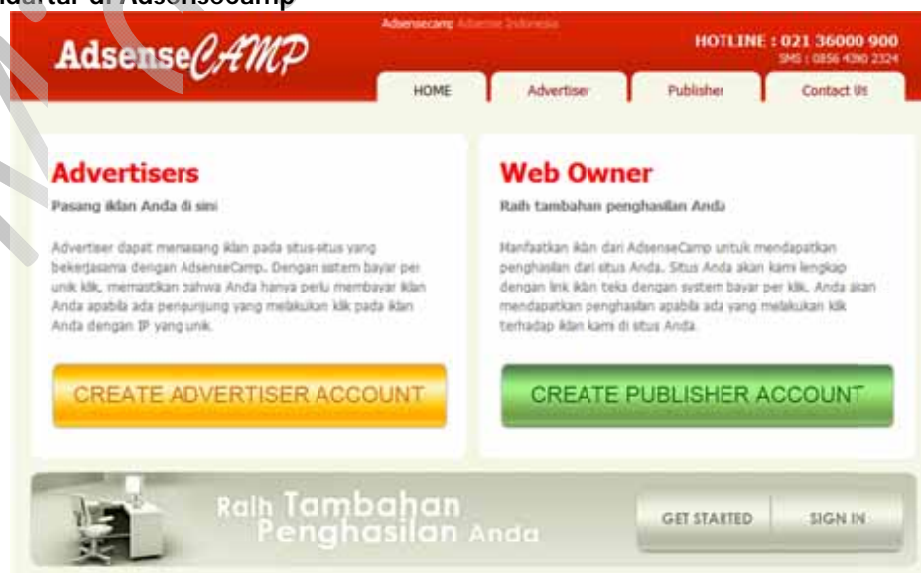 di Adsensecamp
Adsensecamp Adsense Indonesia
AdsenseCAMP
HOTLINE : 021 36000 900
SMS : 0856 4390 2324
HOME Advertiser Publisher Contact Us
Advertisers
Pasang iklan Anda di sini
Advertiser dapat memasang iklan pada situs-situs yang
bekerjasama dengan AdsenseCamp. Dengan sistem bayar per
unik klik, memastikan bahwa Anda hanya perlu membayar iklan
Anda apabila ada pengunjung yang melakukan klik pada iklan
Anda dengan IP yang unik.
CREATE ADVERTISER ACCOUNT
Web Owner
Raih tambahan penghasilan Anda
Manfaatkan iklan dari AdsenseCamp untuk mendapatkan
penghasilan dari situs Anda. Situs Anda akan kami lengkapi
dengan link iklan teks dengan system bayar per klik. Anda akan
mendapatkan penghasilan apabila ada yang melakukan klik
terhadap iklan kami di situs Anda.
CREATE PUBLISHER ACCOUNT
Raih Tambahan
Penghasilan Anda
GET STARTED SIGN IN